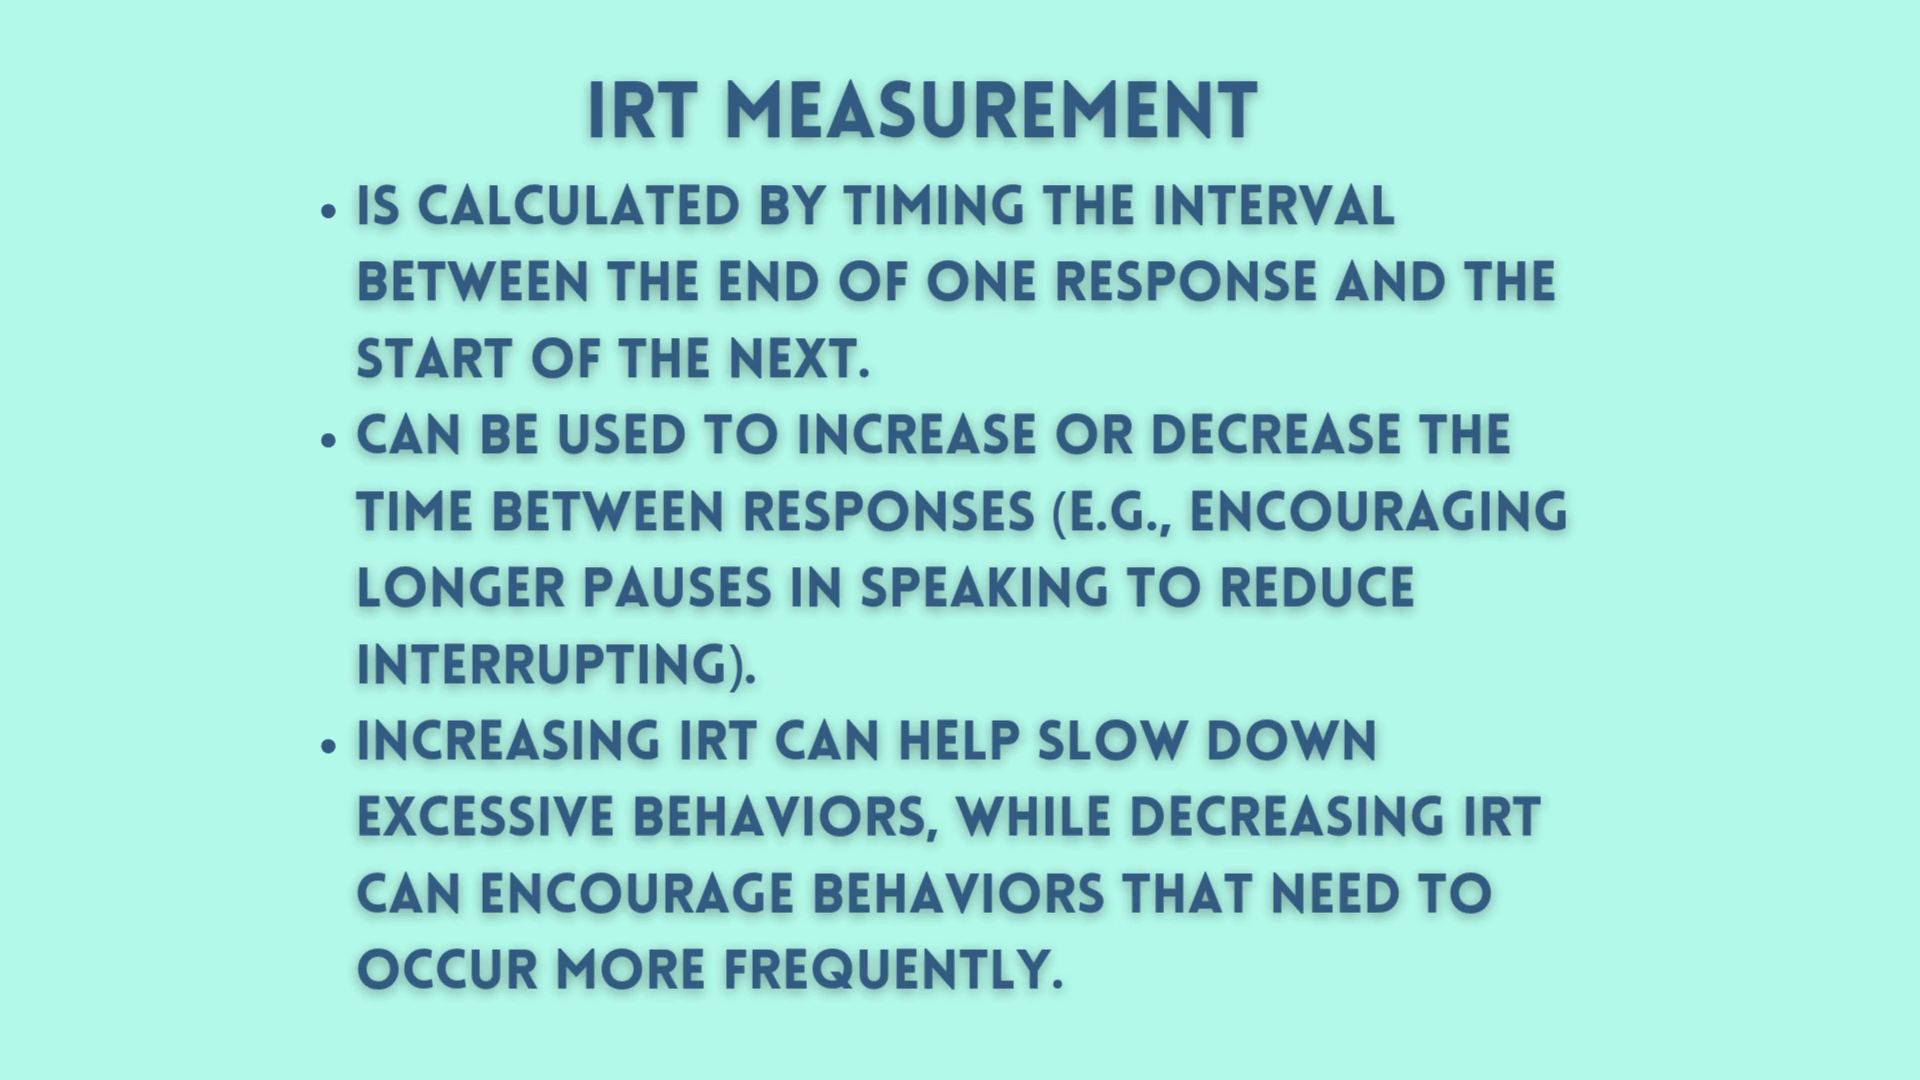 IRT MEASUREMENT
• IS CALCULATED BY TIMING THE INTERVAL
BETWEEN THE END OF ONE RESPONSE AND THE
START OF THE NEXT.
• CAN BE USED TO INCREASE OR DECREASE THE
TIME BETWEEN RESPONSES (E.G., ENCOURAGING
LONGER PAUSES IN SPEAKING TO REDUCE
INTERRUPTING).
• INCREASING IRT CAN HELP SLOW DOWN
EXCESSIVE BEHAVIORS, WHILE DECREASING IRT
CAN ENCOURAGE BEHAVIORS THAT NEED TO
OCCUR MORE FREQUENTLY.